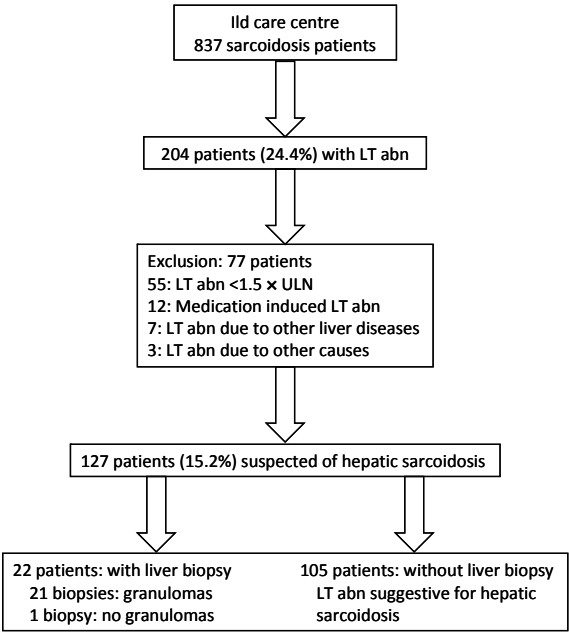 Ild care centre
837 sarcoidosis patients
204 patients (24.4%) with LT abn
Exclusion: 77 patients
55: LT abn <1.5 × ULN
12: Medication induced LT abn
7: LT abn due to other liver diseases
3: LT abn due to other causes
127 patients (15.2%) suspected of hepatic sarcoidosis
22 patients: with liver biopsy
21 biopsies: granulomas
1 biopsy: no granulomas
105 patients: without liver biopsy
LT abn suggestive for hepatic
sarcoidosis